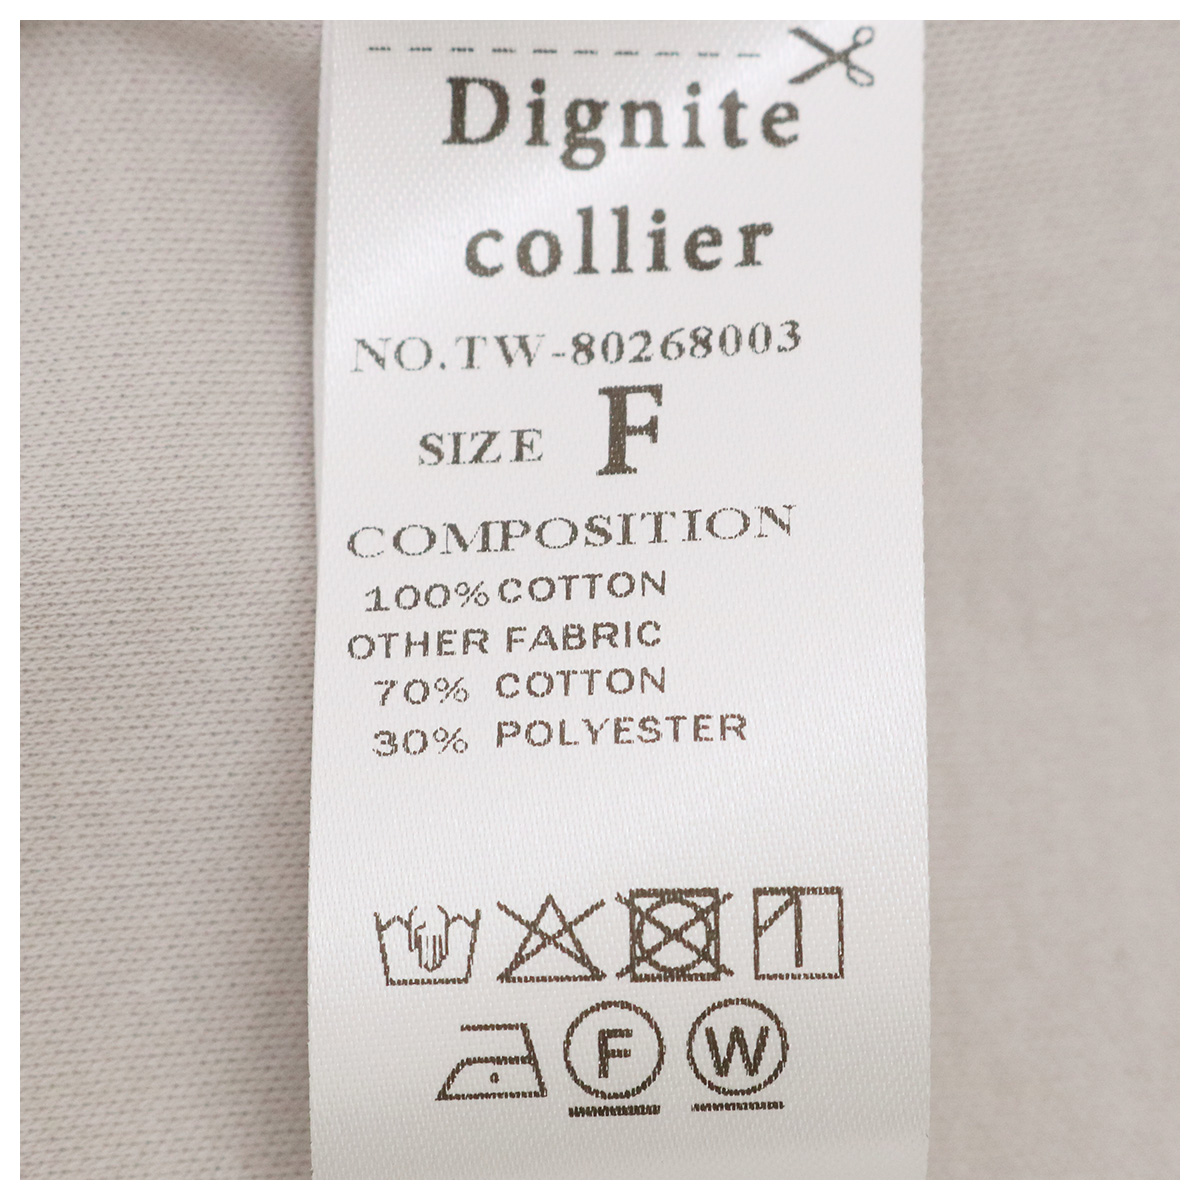 Dignite
collier
NO.TW-80268003
SIZE F
COMPOSITION
100%COTTON
OTHER FABRIC
70% COTTON
30% POLYESTER
F W